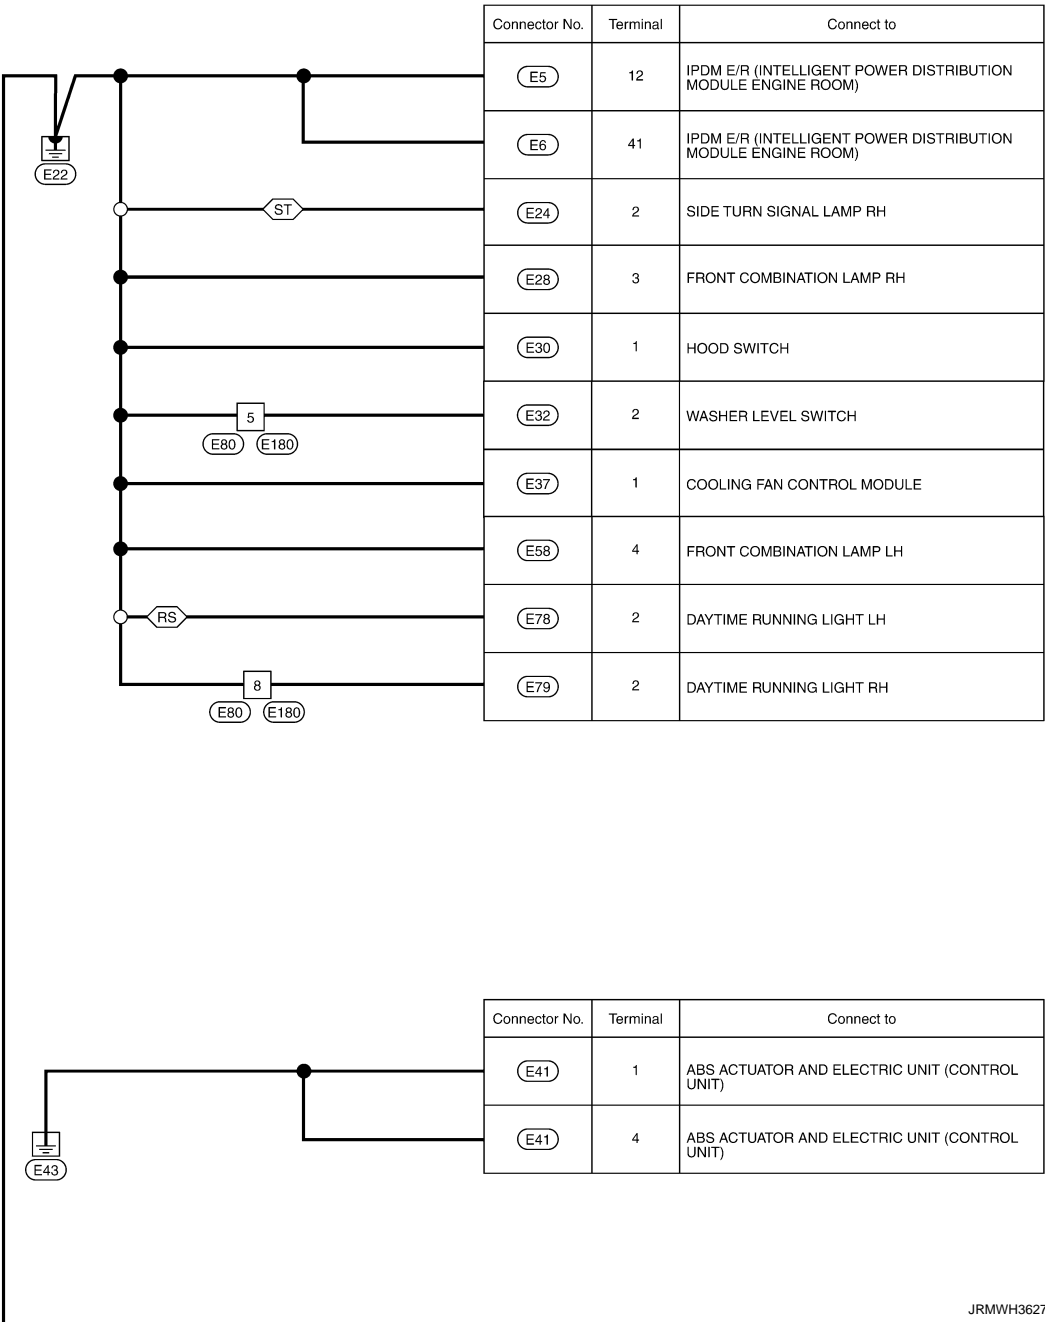 Connector No. Terminal Connect to
E5 12 IPDM E/R (INTELLIGENT POWER DISTRIBUTION
MODULE ENGINE ROOM)
E6 41 IPDM E/R (INTELLIGENT POWER DISTRIBUTION
MODULE ENGINE ROOM)
E22
ST E24 2 SIDE TURN SIGNAL LAMP RH
E28 3 FRONT COMBINATION LAMP RH
E30 1 HOOD SWITCH
5 E32 2 WASHER LEVEL SWITCH
E80 E180
E37 1 COOLING FAN CONTROL MODULE
E58 4 FRONT COMBINATION LAMP LH
RS E78 2 DAYTIME RUNNING LIGHT LH
8 E79 2 DAYTIME RUNNING LIGHT RH
E80 E180
Connector No. Terminal Connect to
E41 1 ABS ACTUATOR AND ELECTRIC UNIT (CONTROL
UNIT)
E41 4 ABS ACTUATOR AND ELECTRIC UNIT (CONTROL
UNIT)
E43
JRMWH3627